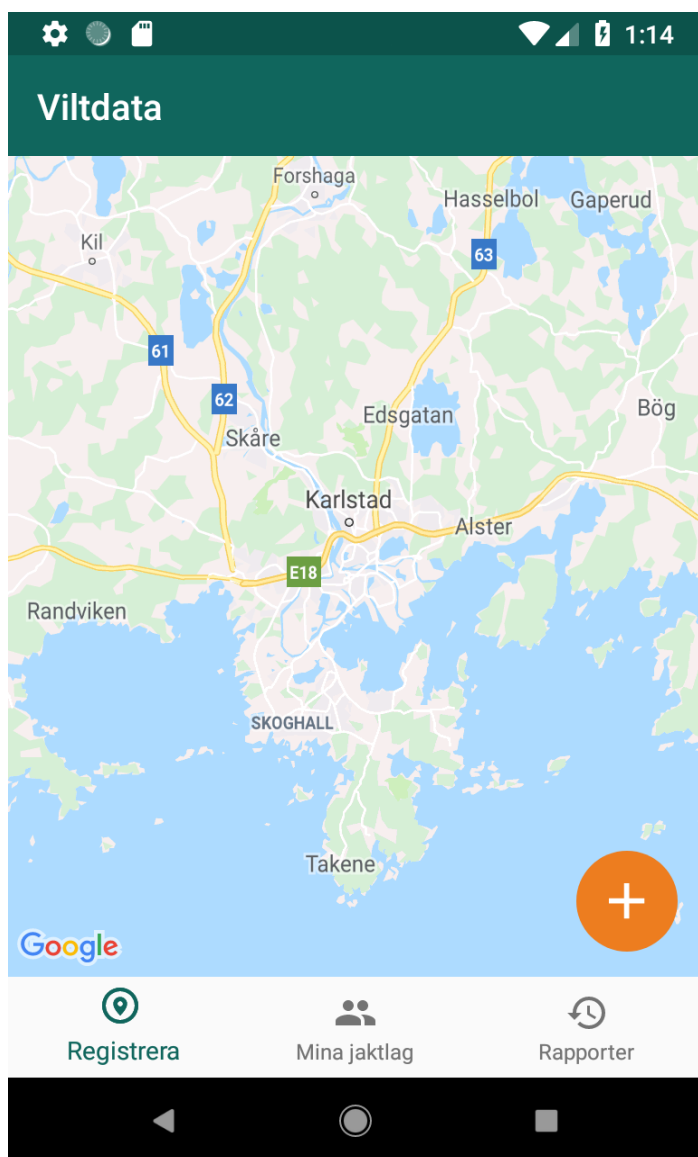 1:14
Viltdata
Forshaga
Hasselbol
Gaperud
Kil
63
61
62
Bög
Edsgatan
Skåre
Karlstad
Alster
E18
Randviken
SKOGHALL
Takene
Google
Registrera
Mina jaktlag
Rapporter